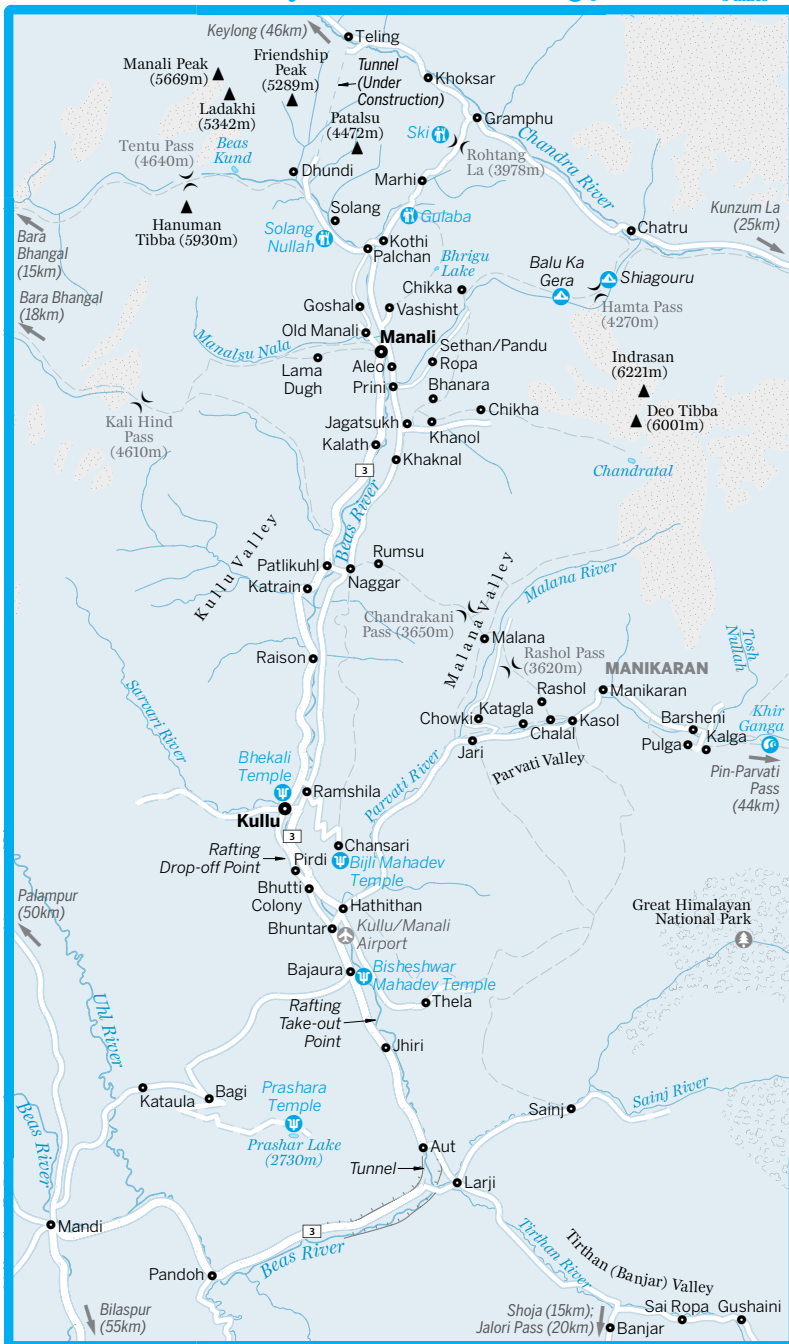 Keylong (46km)
Teling
Manali Peak
(5669m)
Friendship
Peak
(5289m)
Tunnel
(Under
Construction)
Khoksar
Ladakhi
(5342m)
Patalsu
(4472m)
Gramphu
Ski
Tentu Pass
(4640m)
Beas
Kund
Dhundi
Rohtang
La (3978m)
Chandra River
Marhi
Hanuman
Tibba (5930m)
Solang
Gulaba
Solang
Nullah
Kothi
Palchan
Chatru
Kunzum La
(25km)
Bara
Bhangal
(15km)
Bhrigu
Lake
Balu Ka
Gera
Shiagouru
Chikka
Bara Bhangal
(18km)
Goshal
Vashisht
Hamta Pass
(4270m)
Old Manali
Manali
Manalsu Nala
Sethan/Pandu
Ropa
Lama
Dugh
Aleo
Indrasan
(6221m)
Prini
Bhanara
Kali Hind
Pass
(4610m)
Chikha
Deo Tibba
(6001m)
Jagatsukh
Khanol
Kalath
Khaknal
Chandratal
3
Beas River
Kullu Valley
Patlikuhl
Rumsu
Naggar
Katrain
Malana Valley
Malana River
Chandrakani
Pass (3650m)
Malana
Tosh
Nullah
Raison
Rashol Pass
(3620m)
MANIKARAN
Rashol
Manikaran
Sarvari River
Chowki
Katagla
Chalal
Kasol
Barsheni
Khir
Ganga
Jari
Parvati Valley
Pulga
Kalga
Parvati River
Pin-Parvati
Pass
(44km)
Bhekali
Temple
Ramshila
Kullu
3
Chansari
Rafting
Drop-off Point
Pirdi
Bijli Mahadev
Temple
Bhutti
Colony
Hathithan
Palampur
(50km)
Great Himalayan
National Park
Bhuntar
Kullu/Manali
Airport
Bajaura
Bisheshwar
Mahadev Temple
Uhl River
Rafting
Take-out
Point
Thela
Jhiri
Kataula
Bagi
Prashara
Temple
Prashar Lake
(2730m)
Sainj
Sainj River
Beas River
Aut
Tunnel
Larji
Mandi
3
Beas River
Tirthan River
Tirthan (Banjar) Valley
Pandoh
Bilaspur
(55km)
Shoja (15km);
Jalori Pass (20km)
Banjar
Sai Ropa
Gushaini